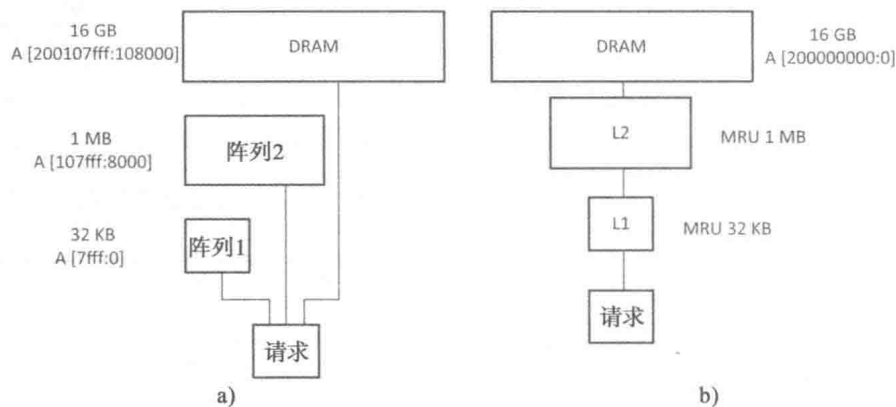 16 GB
A [200107fff:108000]
DRAM
1 MB
A [107fff:8000]
阵列2
32 KB
A [7fff:0]
阵列1
请求
a)
DRAM
16 GB
A [200000000:0]
L2
MRU 1 MB
L1
MRU 32 KB
请求
b)